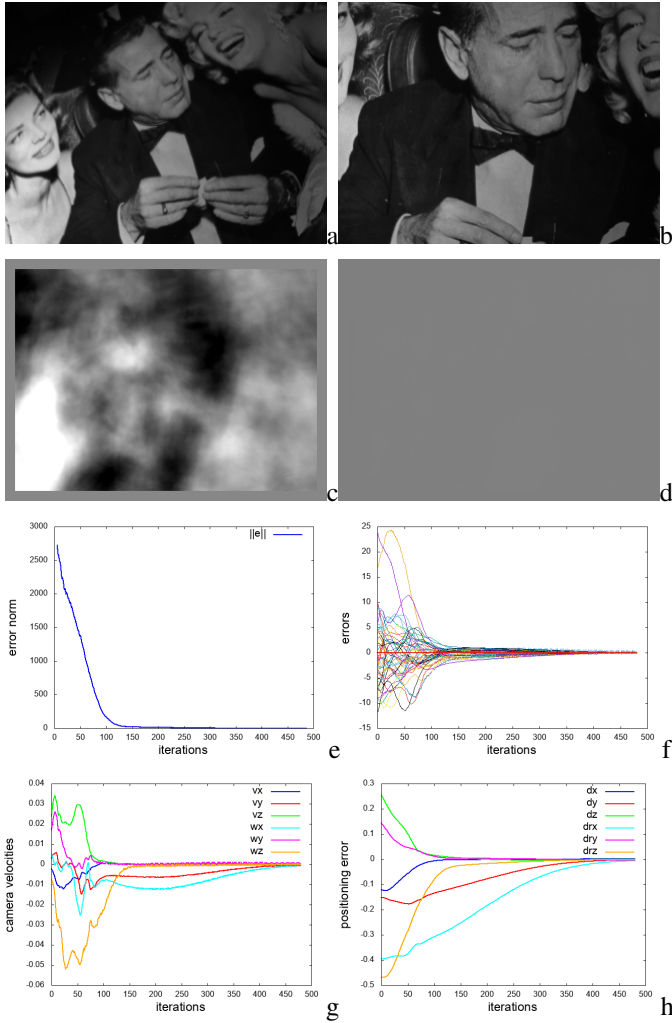 a
b
c
d
3000
2500
2000
1500
1000
500
0
0 50 100 150 200 250 300 350 400 450 500
error norm
iterations
||e||
e
25
20
15
10
5
0
-5
-10
-15
0 50 100 150 200 250 300 350 400 450 500
errors
iterations
f
0.04
0.03
0.02
0.01
0
-0.01
-0.02
-0.03
-0.04
-0.05
-0.06
0 50 100 150 200 250 300 350 400 450 500
camera velocities
iterations
vx
vy
vz
wx
wy
wz
g
0.3
0.2
0.1
0
-0.1
-0.2
-0.3
-0.4
-0.5
0 50 100 150 200 250 300 350 400 450 500
positioning error
iterations
dx
dy
dz
drx
dry
drz
h